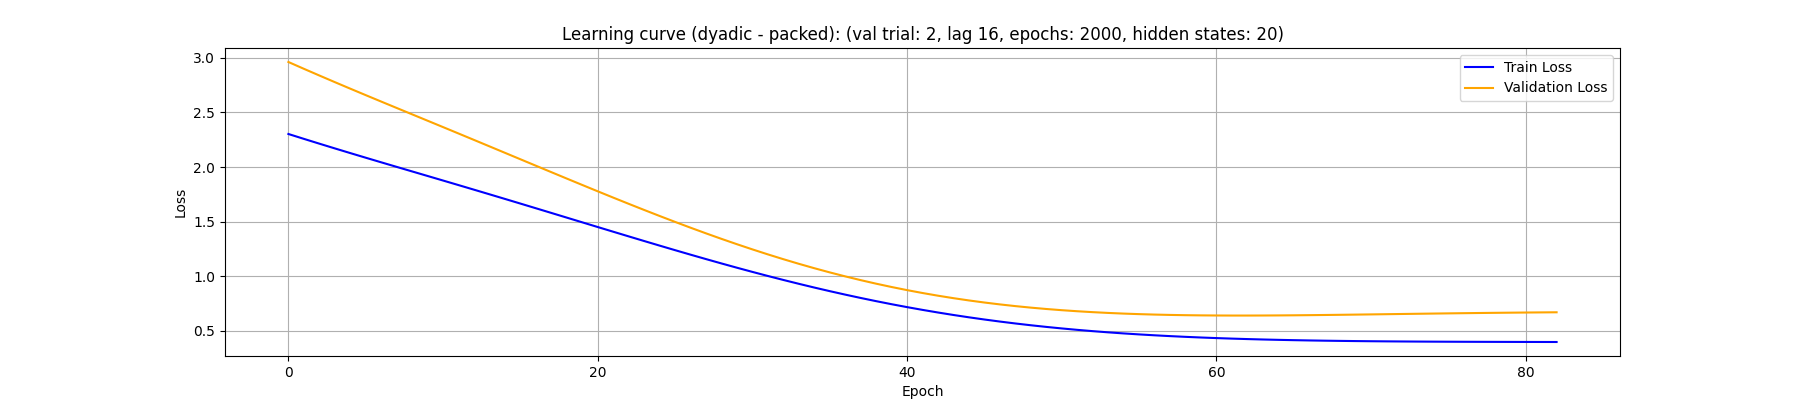 Learning curve (dyadic - packed): (val trial: 2, lag 16, epochs: 2000, hidden states: 20)
Train Loss
Validation Loss
Loss
3.0
2.5
2.0
1.5
1.0
0.5
0 20 40 60 80
Epoch